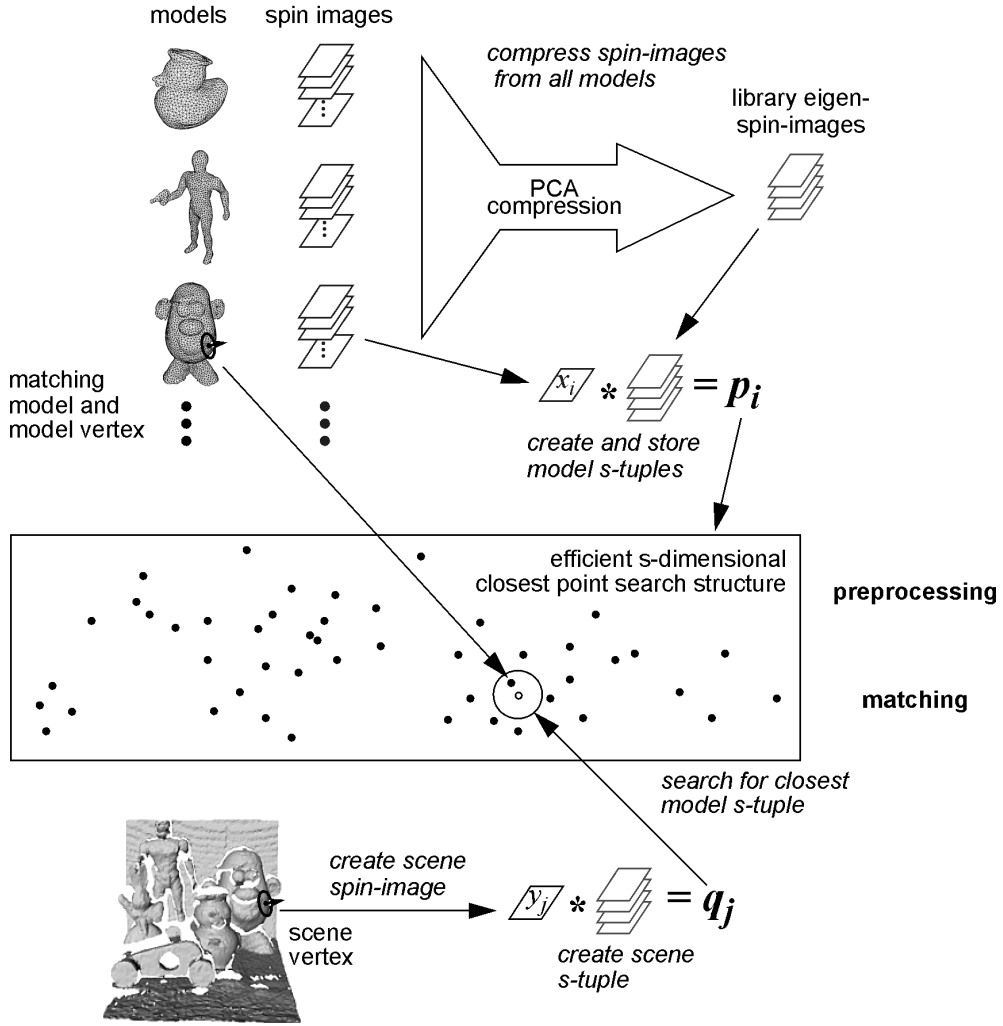 models
spin images
compress spin-images
from all models
library eigen-
spin-images
PCA
compression
matching
model and
model vertex
x_i * = p_i
create and store
model s-tuples
efficient s-dimensional
closest point search structure
preprocessing
matching
search for closest
model s-tuple
create scene
spin-image
scene
vertex
y_j * = q_j
create scene
s-tuple